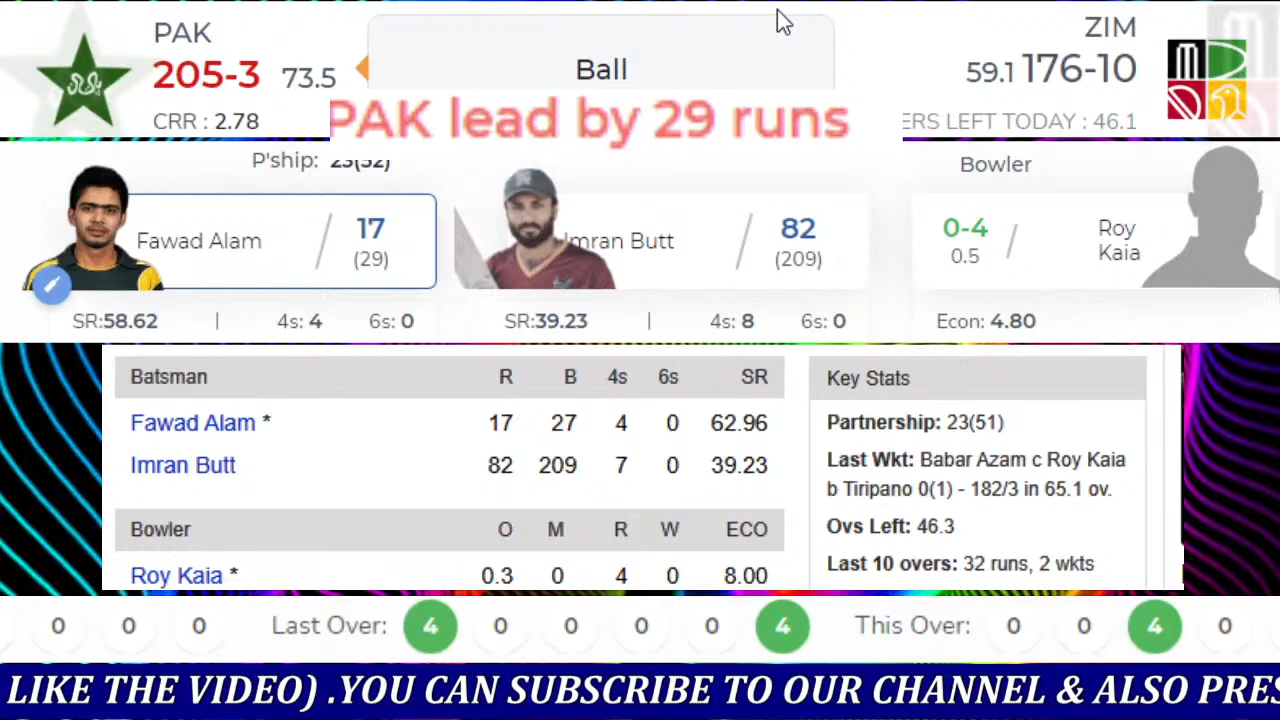 PAK
205-3 73.5
CRR : 2.78
Ball
PAK lead by 29 runs
ZIM
59.1 176-10
ERS LEFT TODAY : 46.1
P'ship: 23(52)
Fawad Alam
17
(29)
SR:58.62 | 4s: 4 6s: 0
Imran Butt
82
(209)
SR:39.23 | 4s: 8 6s: 0
Bowler
0-4
0.5
Roy
Kaia
Econ: 4.80
Batsman R B 4s 6s SR
Fawad Alam * 17 27 4 0 62.96
Imran Butt 82 209 7 0 39.23
Bowler O M R W ECO
Roy Kaia * 0.3 0 4 0 8.00
Key Stats
Partnership: 23(51)
Last Wkt: Babar Azam c Roy Kaia
b Tiripano 0(1) - 182/3 in 65.1 ov.
Ovs Left: 46.3
Last 10 overs: 32 runs, 2 wkts
0 0 0 Last Over: 4 0 0 0 0 4 This Over: 0 0 4 0
LIKE THE VIDEO) .YOU CAN SUBSCRIBE TO OUR CHANNEL & ALSO PRES